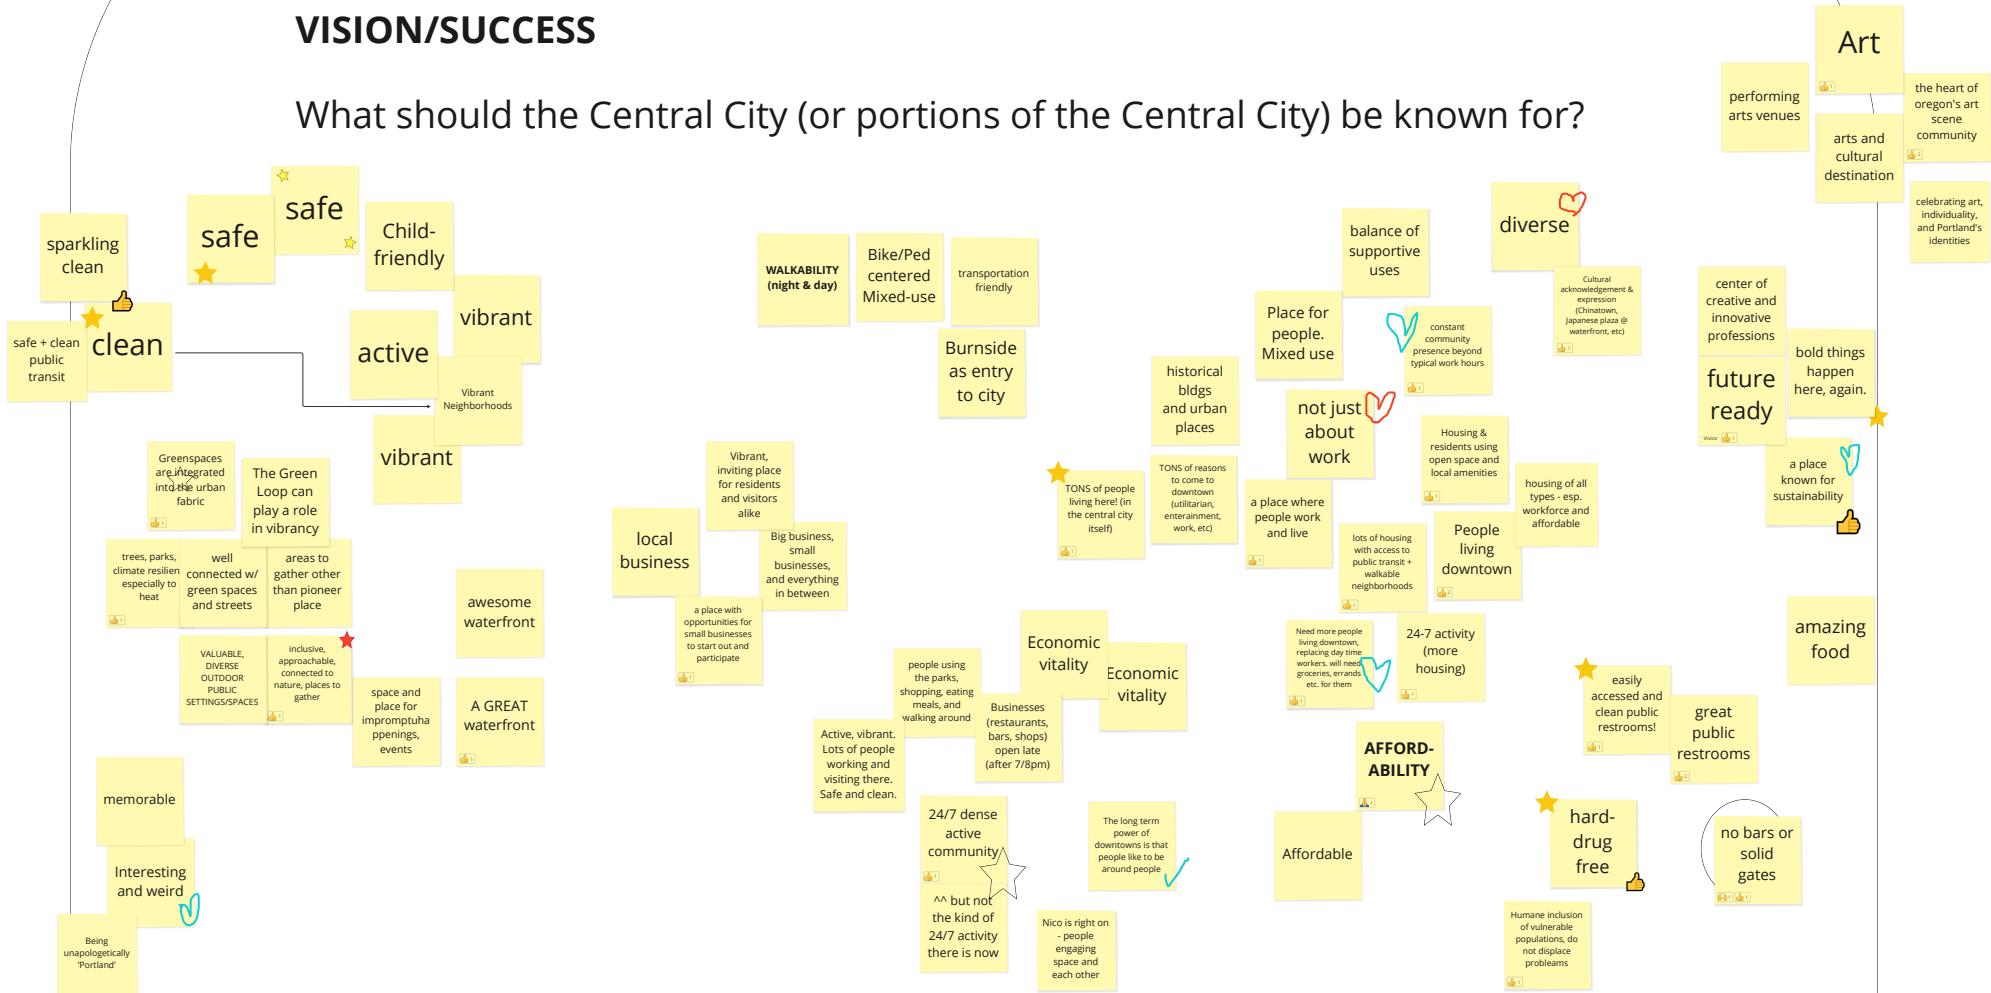 VISION/SUCCESS
What should the Central City (or portions of the Central City) be known for?
Art
performing
arts venues
the heart of
oregon's art
scene
community
arts and
cultural
destination
celebrating art,
individuality,
and Portland's
identities
sparkling
clean
safe
safe
Child-
friendly
vibrant
active
safe + clean
public
transit
clean
Vibrant
Neighborhoods
vibrant
Greenspaces
are integrated
into the urban
fabric
The Green
Loop can
play a role
in vibrancy
trees, parks,
climate resilien
especially to
heat
well
connected w/
green spaces
and streets
areas to
gather other
than pioneer
place
VALUABLE,
DIVERSE
OUTDOOR
PUBLIC
SETTINGS/SPACES
inclusive,
approachable,
connected to
nature, places to
gather
space and
place for
impromptuha
ppenings,
events
awesome
waterfront
A GREAT
waterfront
memorable
Interesting
and weird
Being
unapologetically
'Portland'
WALKABILITY
(night & day)
Bike/Ped
centered
Mixed-use
transportation
friendly
Burnside
as entry
to city
Vibrant,
inviting place
for residents
and visitors
alike
local
business
Big business,
small
businesses,
and everything
in between
a place with
opportunities for
small businesses
to start out and
participate
people using
the parks,
shopping, eating
meals, and
walking around
Economic
vitality
Economic
vitality
Businesses
(restaurants,
bars, shops)
open late
(after 7/8pm)
Active, vibrant.
Lots of people
working and
visiting there.
Safe and clean.
24/7 dense
active
community
^^ but not
the kind of
24/7 activity
there is now
The long term
power of
downtowns is that
people like to be
around people
Nico is right on
- people
engaging
space and
each other
balance of
supportive
uses
diverse
Cultural
acknowledgement &
expression
(Chinatown,
Japanese plaza @
waterfront, etc)
Place for
people.
Mixed use
constant
community
presence beyond
typical work hours
historical
bldgs
and urban
places
not just
about
work
Housing &
residents using
open space and
local amenities
TONS of people
living here! (in
the central city
itself)
TONS of reasons
to come to
downtown
(utilitarian,
enterainment,
work, etc)
a place where
people work
and live
housing of all
types - esp.
workforce and
affordable
lots of housing
with access to
public transit +
walkable
neighborhoods
People
living
downtown
Need more people
living downtown,
replacing day time
workers. will need
groceries, errands
etc. for them
24-7 activity
(more
housing)
AFFORD-
ABILITY
Affordable
center of
creative and
innovative
professions
bold things
happen
here, again.
future
ready
Visitor
a place
known for
sustainability
amazing
food
easily
accessed and
clean public
restrooms!
great
public
restrooms
hard-
drug
free
no bars or
solid
gates
Humane inclusion
of vulnerable
populations, do
not displace
probleams